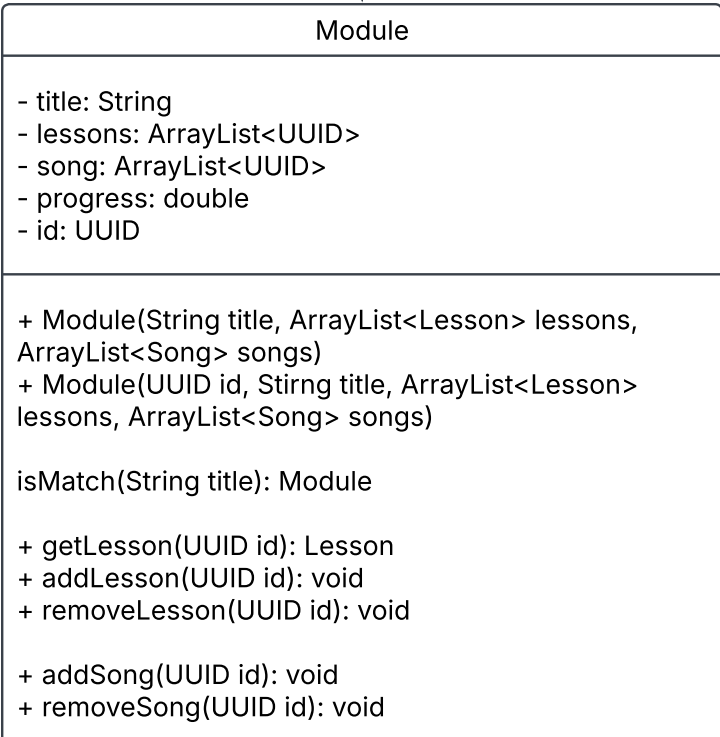 Module
- title: String
- lessons: ArrayList<UUID>
- song: ArrayList<UUID>
- progress: double
- id: UUID
+ Module(String title, ArrayList<Lesson> lessons,
ArrayList<Song> songs)
+ Module(UUID id, Stirng title, ArrayList<Lesson>
lessons, ArrayList<Song> songs)
isMatch(String title): Module
+ getLesson(UUID id): Lesson
+ addLesson(UUID id): void
+ removeLesson(UUID id): void
+ addSong(UUID id): void
+ removeSong(UUID id): void